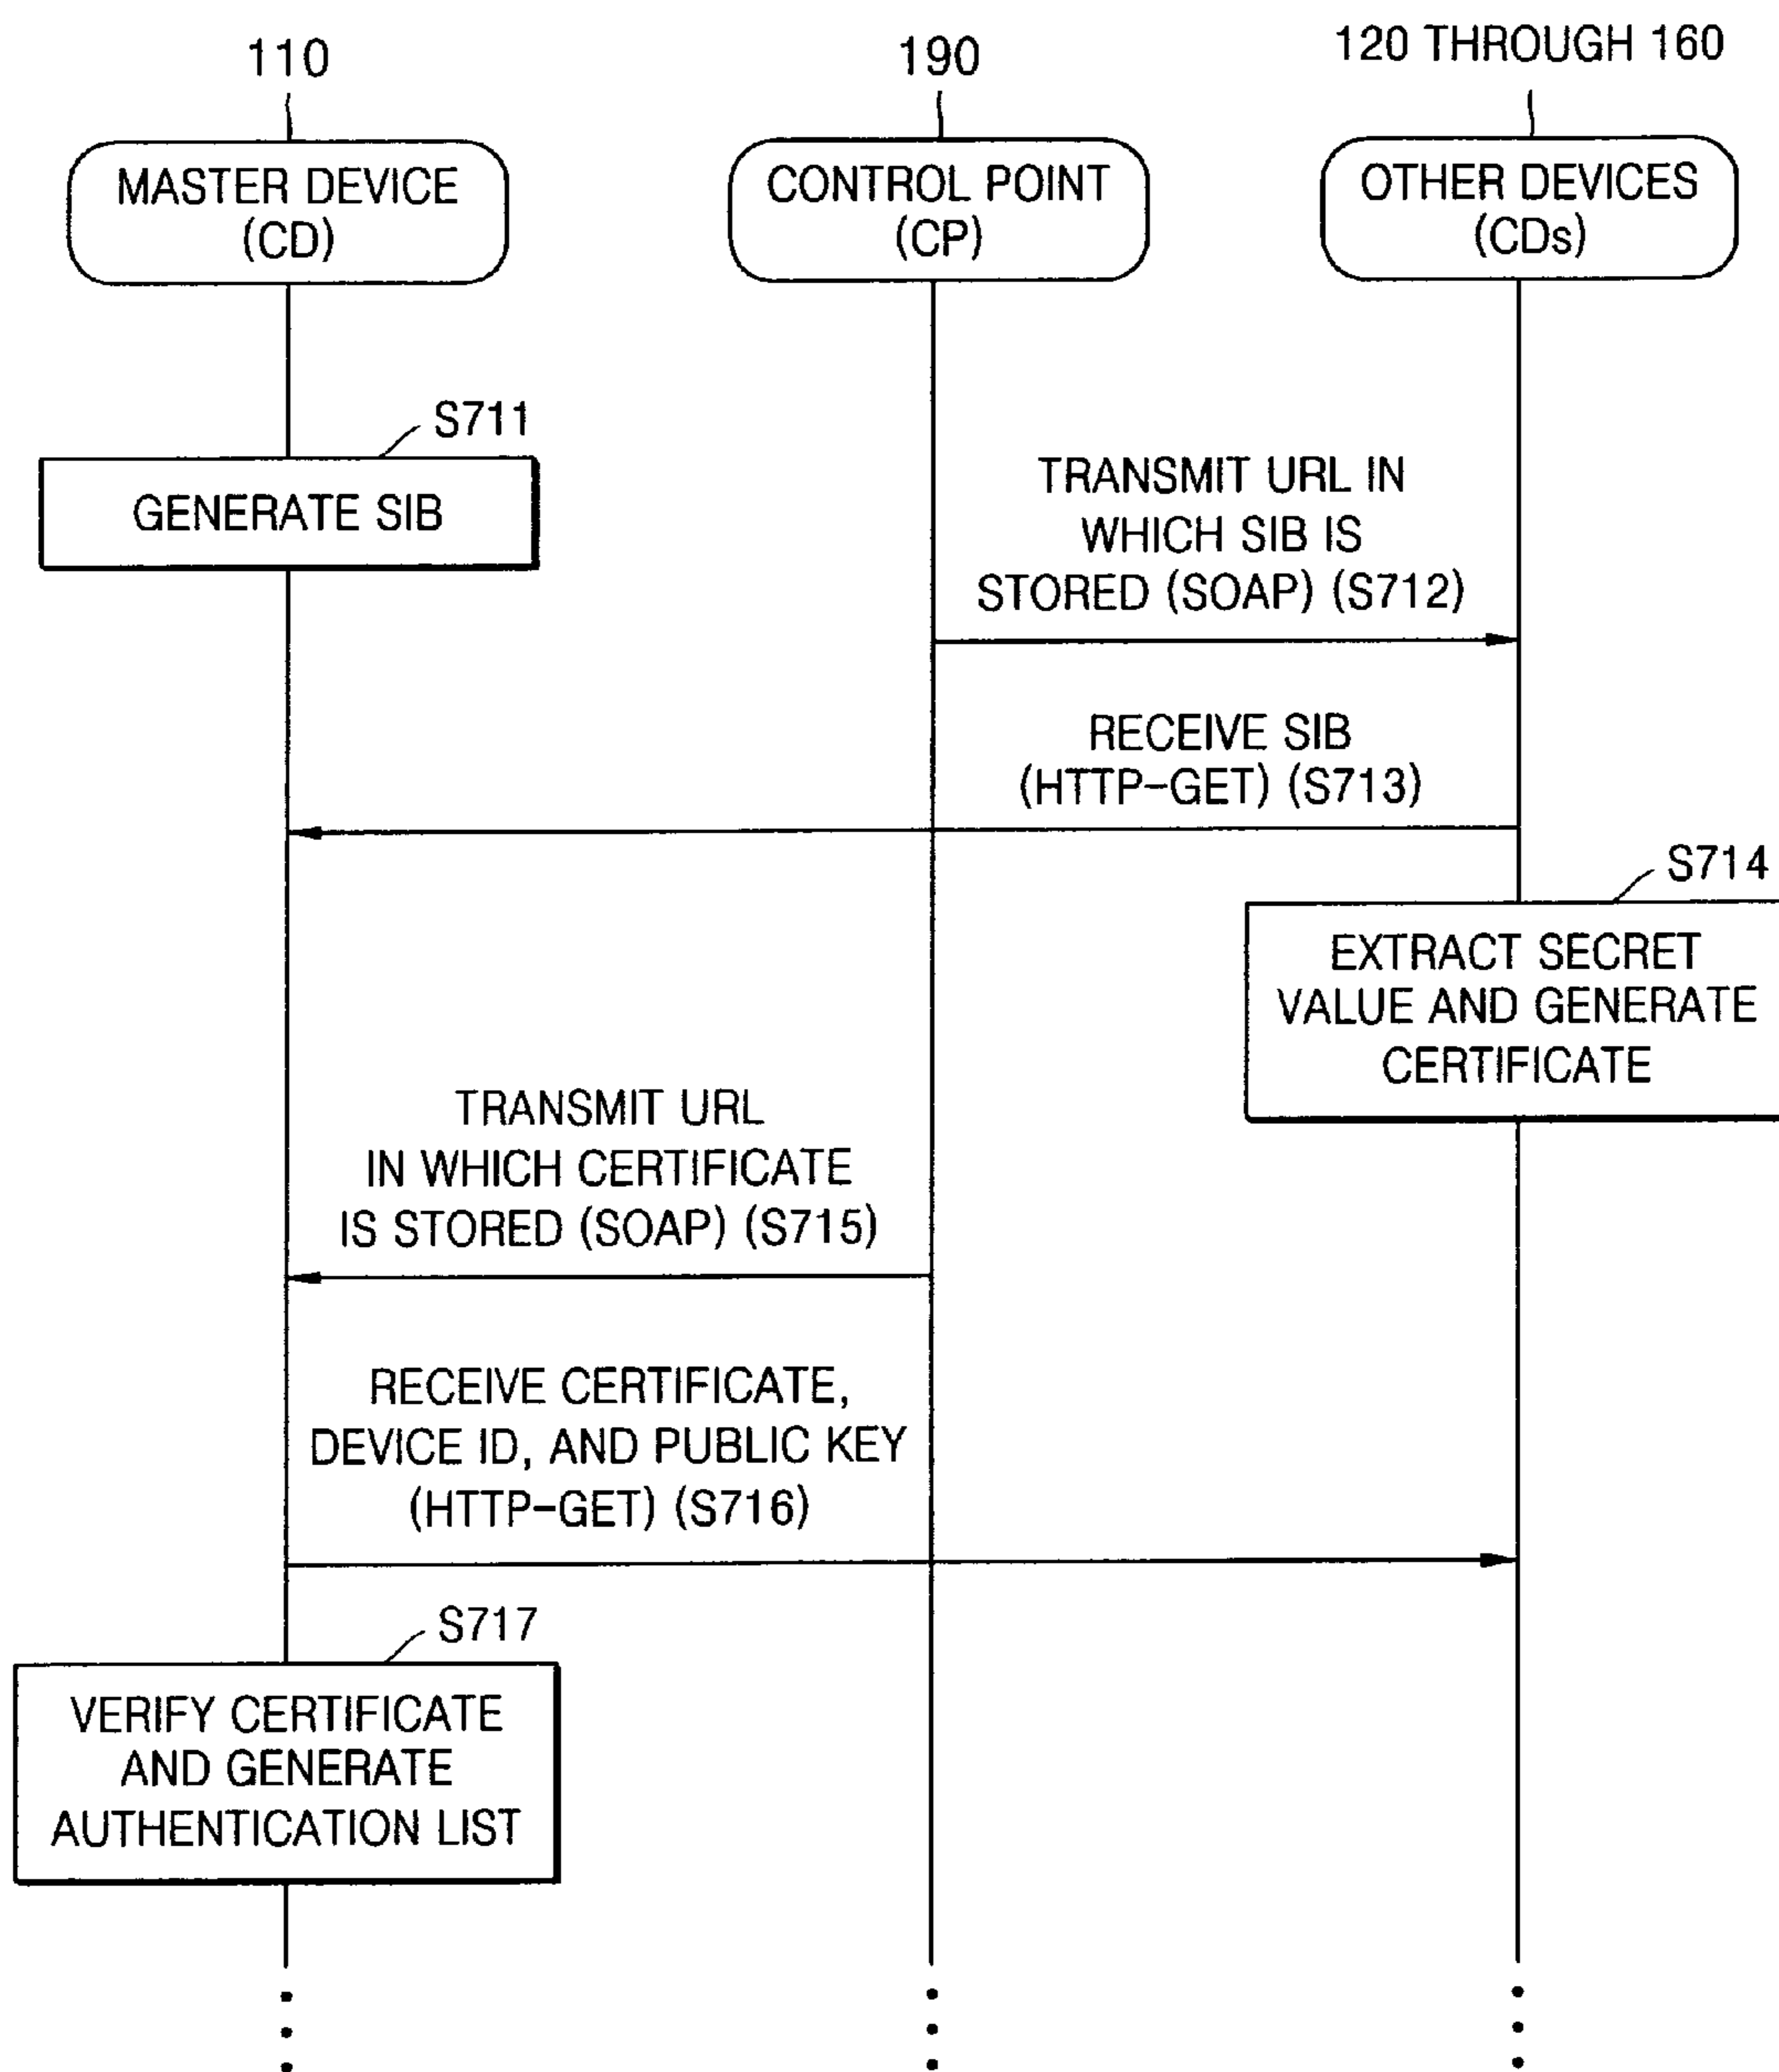 110
190
120 THROUGH 160
MASTER DEVICE
(CD)
CONTROL POINT
(CP)
OTHER DEVICES
(CDs)
S711
GENERATE SIB
TRANSMIT URL IN
WHICH SIB IS
STORED (SOAP) (S712)
RECEIVE SIB
(HTTP-GET) (S713)
S714
EXTRACT SECRET
VALUE AND GENERATE
CERTIFICATE
TRANSMIT URL
IN WHICH CERTIFICATE
IS STORED (SOAP) (S715)
RECEIVE CERTIFICATE,
DEVICE ID, AND PUBLIC KEY
(HTTP-GET) (S716)
S717
VERIFY CERTIFICATE
AND GENERATE
AUTHENTICATION LIST